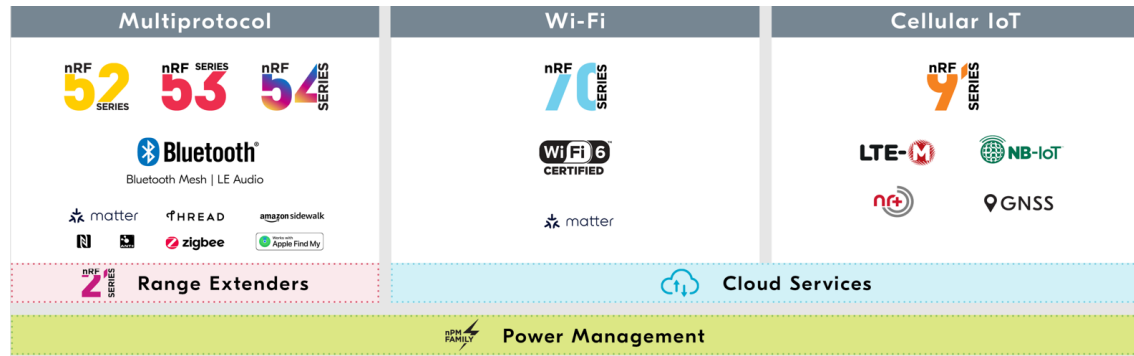 Multiprotocol
Wi-Fi
Cellular IoT
nRF 52 SERIES
nRF 53 SERIES
nRF 54 SERIES
nRF 70 SERIES
nRF 91 SERIES
Bluetooth®
Bluetooth Mesh | LE Audio
Wi Fi 6
CERTIFIED
LTE-M
NB-IoT
matter
THREAD
amazon sidewalk
matter
nr+
GNSS
N
ANT+
zigbee
Works with
Apple Find My
nRF 21 SERIES
Range Extenders
Cloud Services
nPM
FAMILY
Power Management